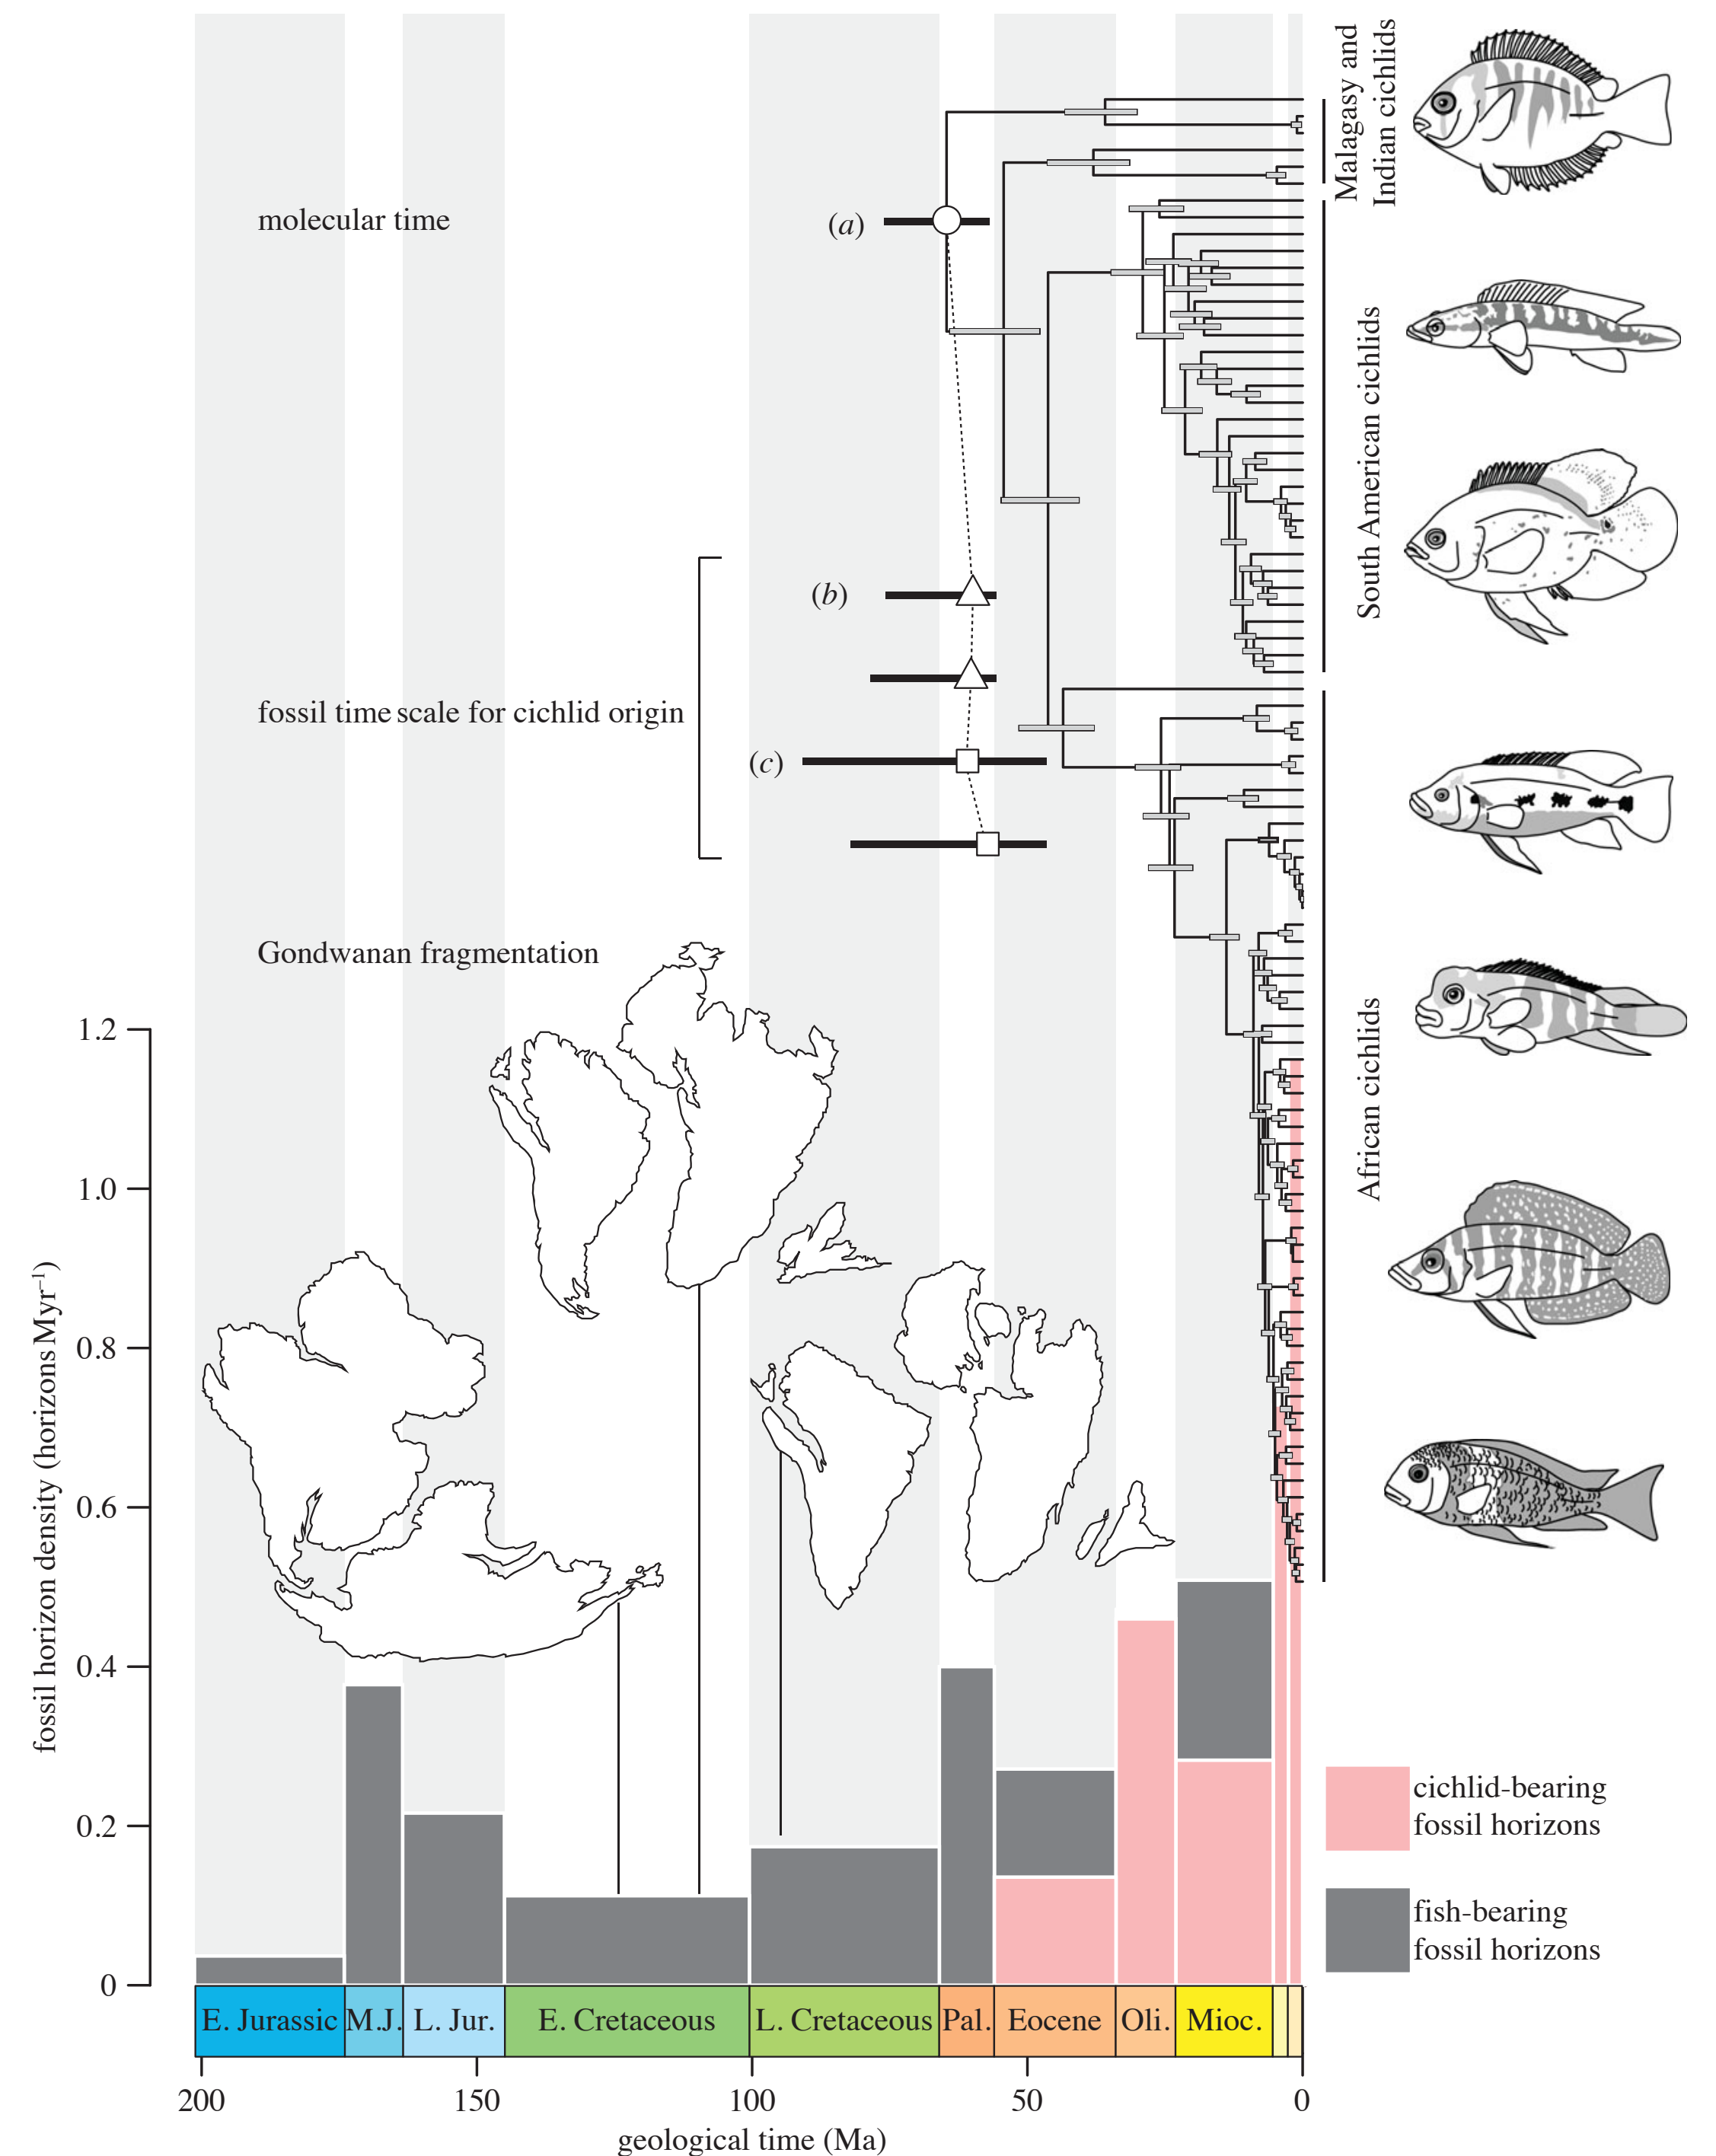 Malagasy and
Indian cichlids
molecular time
(a)
South American cichlids
(b)
fossil time scale for cichlid origin
(c)
Gondwanan fragmentation
African cichlids
1.2
1.0
0.8
0.6
0.4
0.2
0
fossil horizon density (horizons Myr–1)
cichlid-bearing
fossil horizons
fish-bearing
fossil horizons
E. Jurassic M.J. L. Jur. E. Cretaceous L. Cretaceous Pal. Eocene Oli. Mioc.
200 150 100 50 0
geological time (Ma)